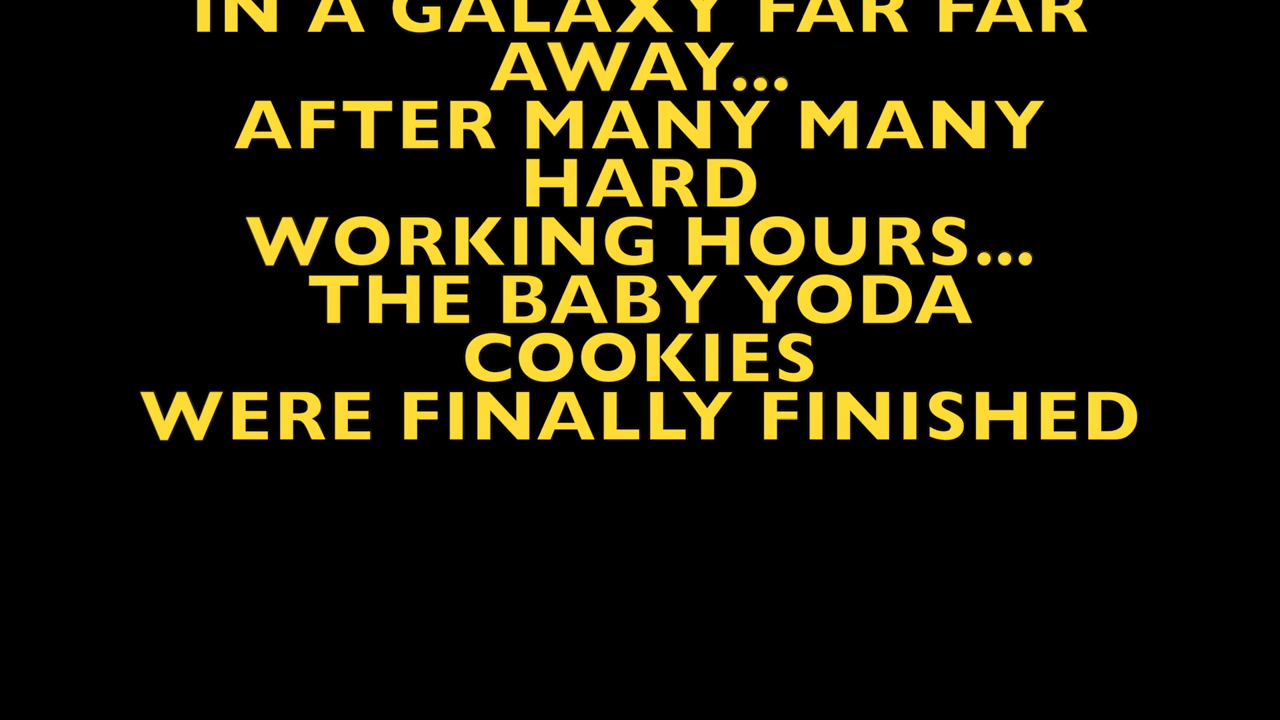 IN A GALAXY FAR FAR
AWAY...
AFTER MANY MANY
HARD
WORKING HOURS...
THE BABY YODA
COOKIES
WERE FINALLY FINISHED